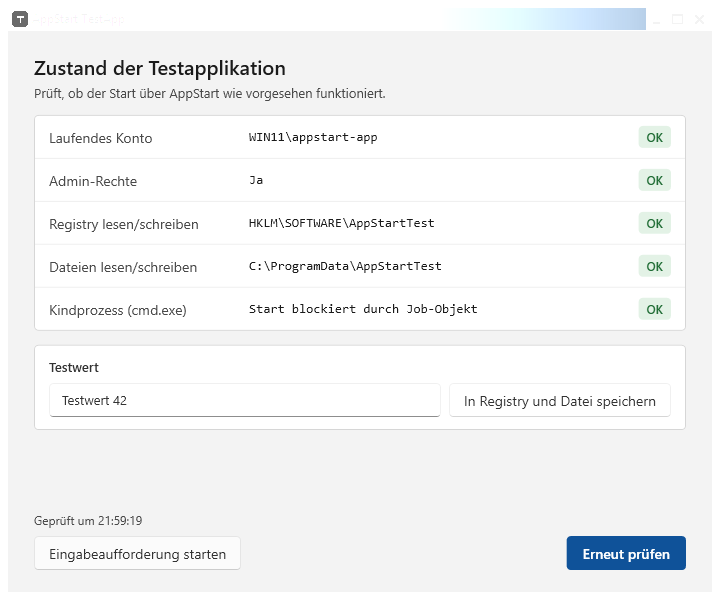 T
Zustand der Testapplikation
Prüft, ob der Start über AppStart wie vorgesehen funktioniert.
Laufendes Konto WIN11\appstart-app OK
Admin-Rechte Ja OK
Registry lesen/schreiben HKLM\SOFTWARE\AppStartTest OK
Dateien lesen/schreiben C:\ProgramData\AppStartTest OK
Kindprozess (cmd.exe) Start blockiert durch Job-Objekt OK
Testwert
Testwert 42 In Registry und Datei speichern
Geprüft um 21:59:19
Eingabeaufforderung starten Erneut prüfen